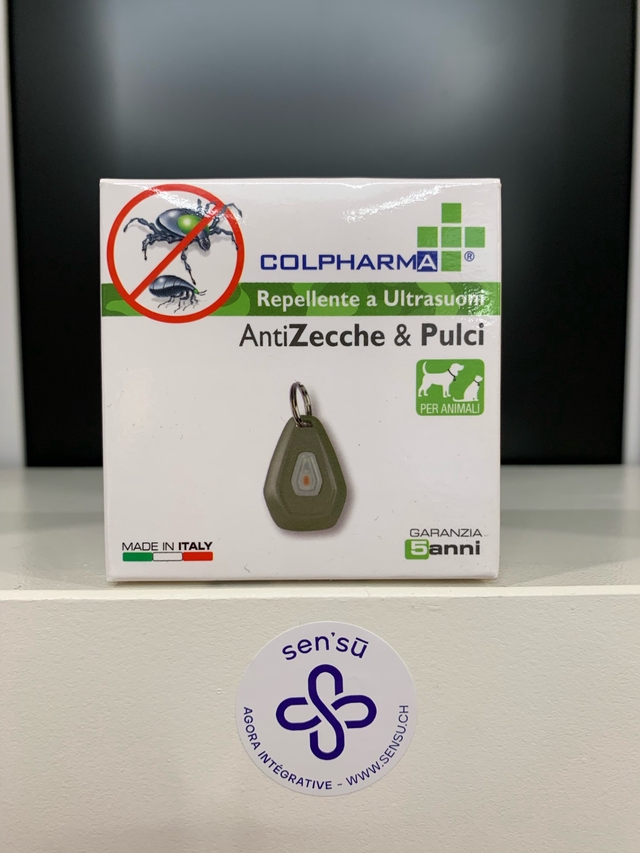 COLPHARMA®
Repellente a Ultrasuoni
AntiZecche & Pulci
PER ANIMALI
MADE IN ITALY
GARANZIA
5anni
sen'sū
AGORA INTÉGRATIVE - WWW.SENSU.CH